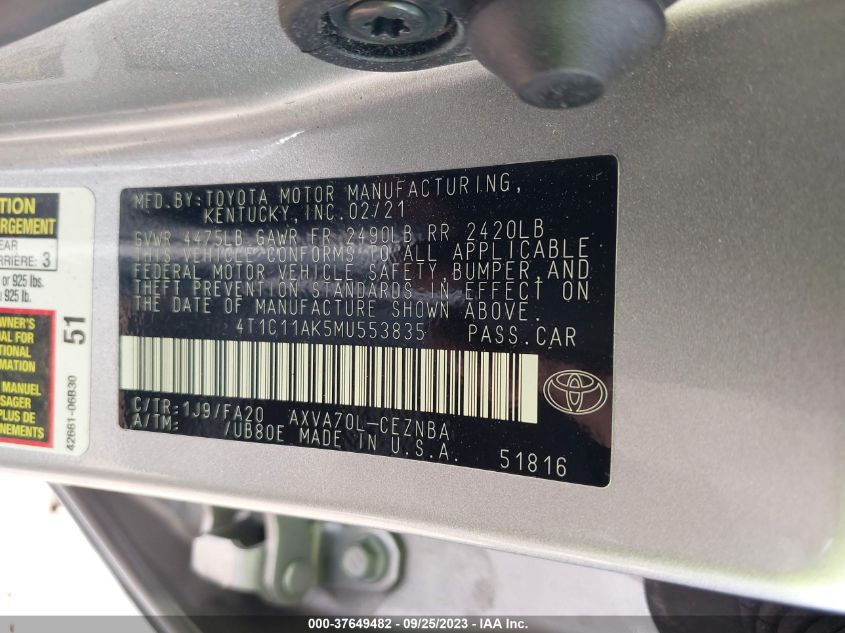 TION
RGEMENT
EAR
RRIÈRE: 3
or 925 lbs.
925 lb.
WNER'S
AL FOR
TIONAL
MATION
MANUEL
SAGER
PLUS DE
NEMENTS
51
42661-06B30
MFD.BY:TOYOTA MOTOR MANUFACTURING,
KENTUCKY, INC.02/21
GVWR 4475LB GAWR FR 2490LB RR 2420LB
THIS VEHICLE CONFORMS TO ALL APPLICABLE
FEDERAL MOTOR VEHICLE SAFETY, BUMPER, AND
THEFT PREVENTION STANDARDS IN EFFECT ON
THE DATE OF MANUFACTURE SHOWN ABOVE.
4T1C11AK5MU553835 PASS.CAR
C/TR:1J9/FA20 AXVA70L-CEZNBA
A/TM: /UB80E MADE IN U.S.A.
51816
000-37649482 - 09/25/2023 - IAA Inc.